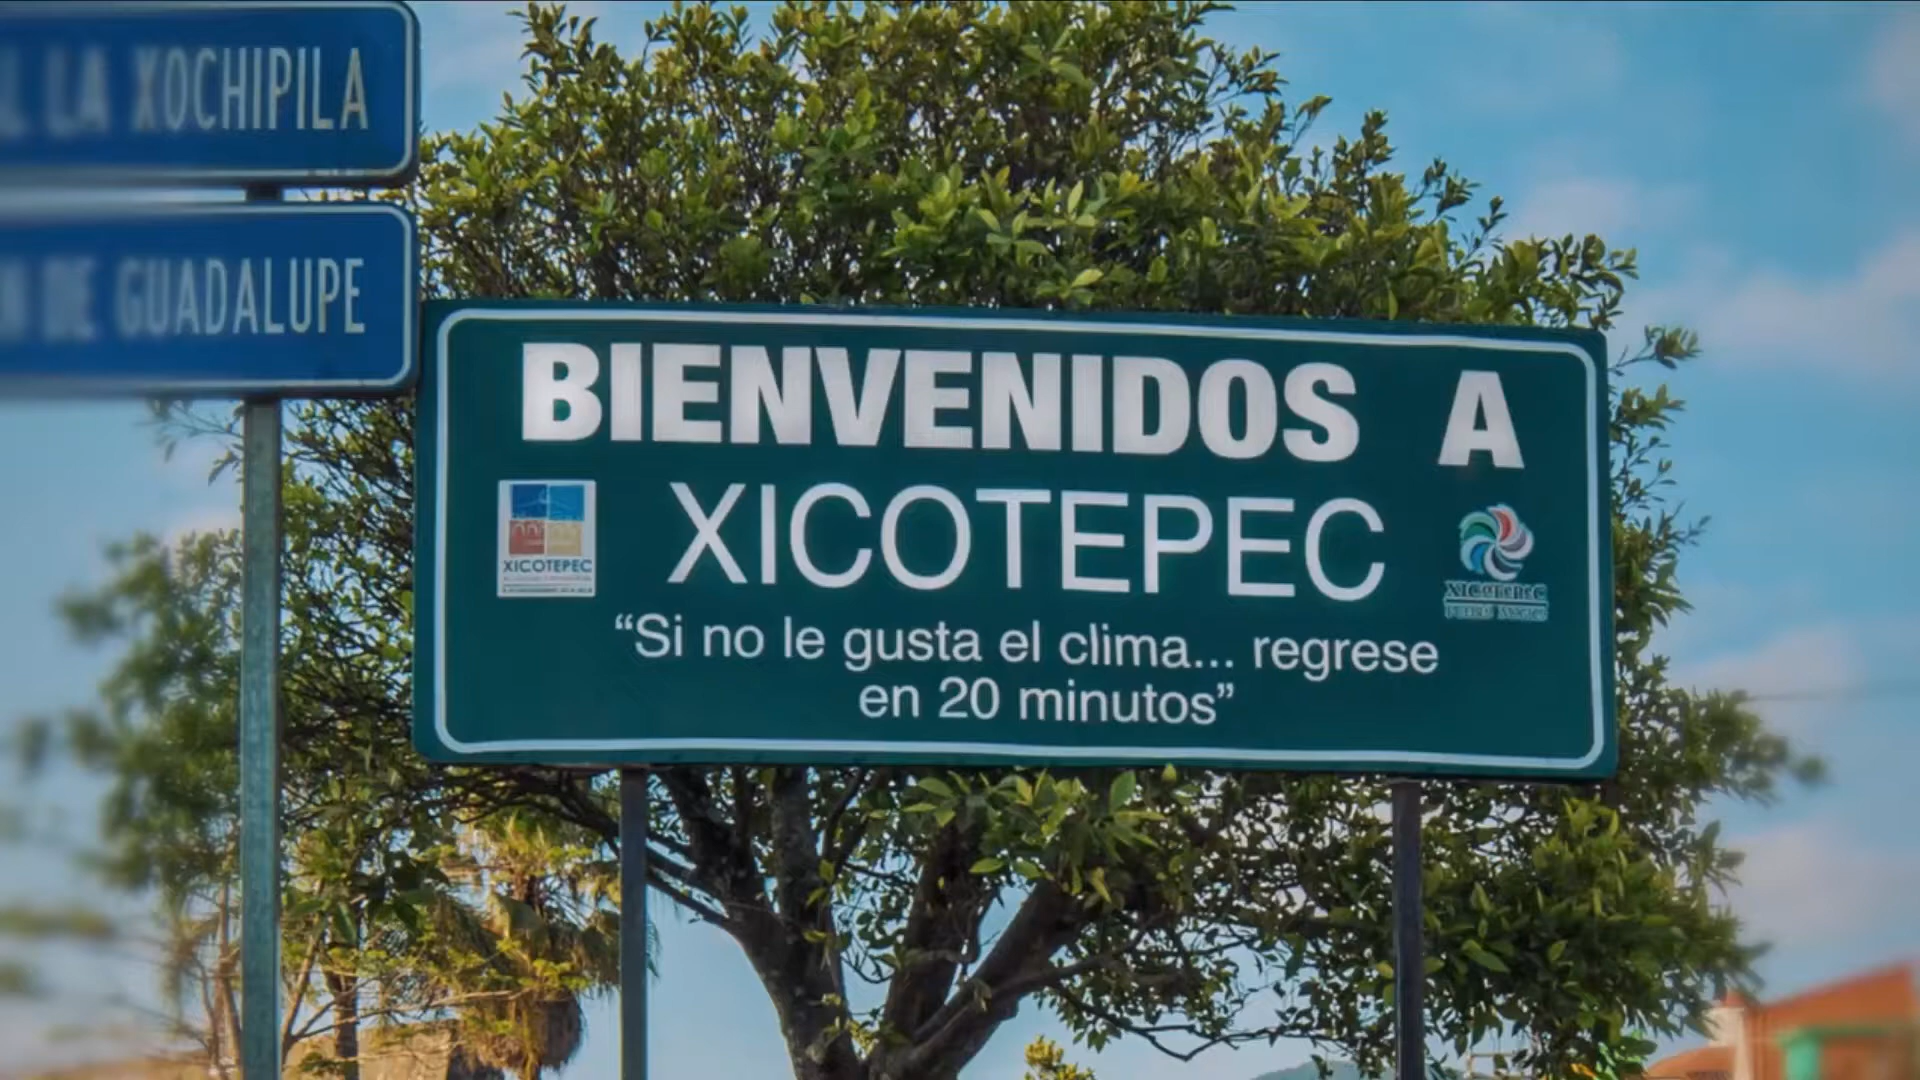 LA XOCHIPILA
DE GUADALUPE
BIENVENIDOS A
XICOTEPEC
XICOTEPEC
XICOTEPEC
“Si no le gusta el clima... regrese
en 20 minutos”